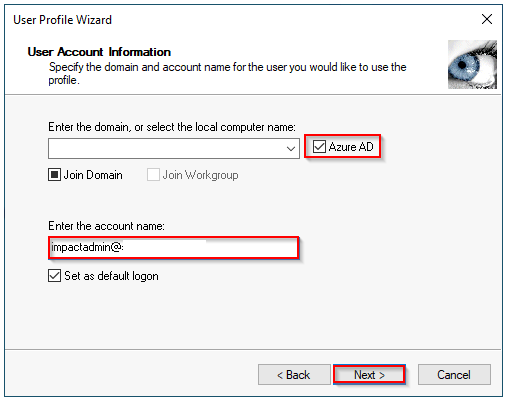 User Profile Wizard
User Account Information
Specify the domain and account name for the user you would like to use the
profile.
Enter the domain, or select the local computer name:
Azure AD
Join Domain
Join Workgroup
Enter the account name:
impactadmin@
Set as default logon
< Back
Next >
Cancel